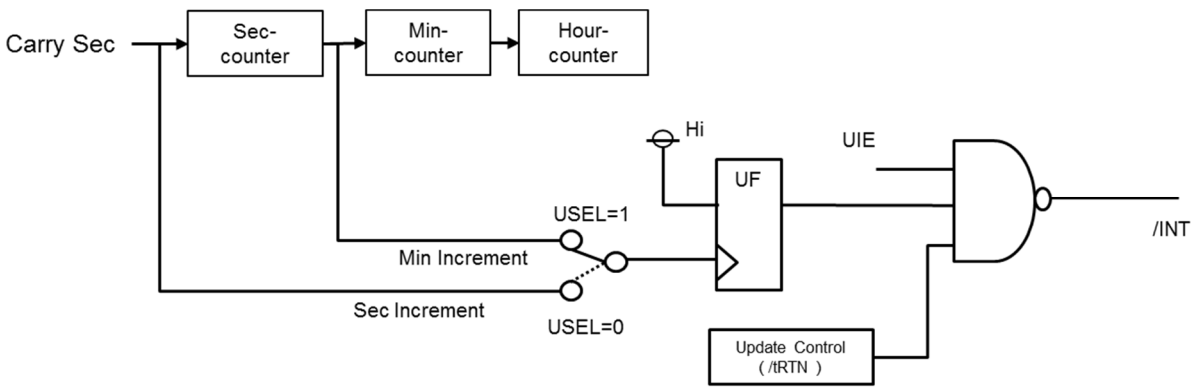 Carry Sec
Sec-
counter
Min-
counter
Hour-
counter
Hi
UF
UIE
/INT
USEL=1
Min Increment
Sec Increment
USEL=0
Update Control
( /tRTN )